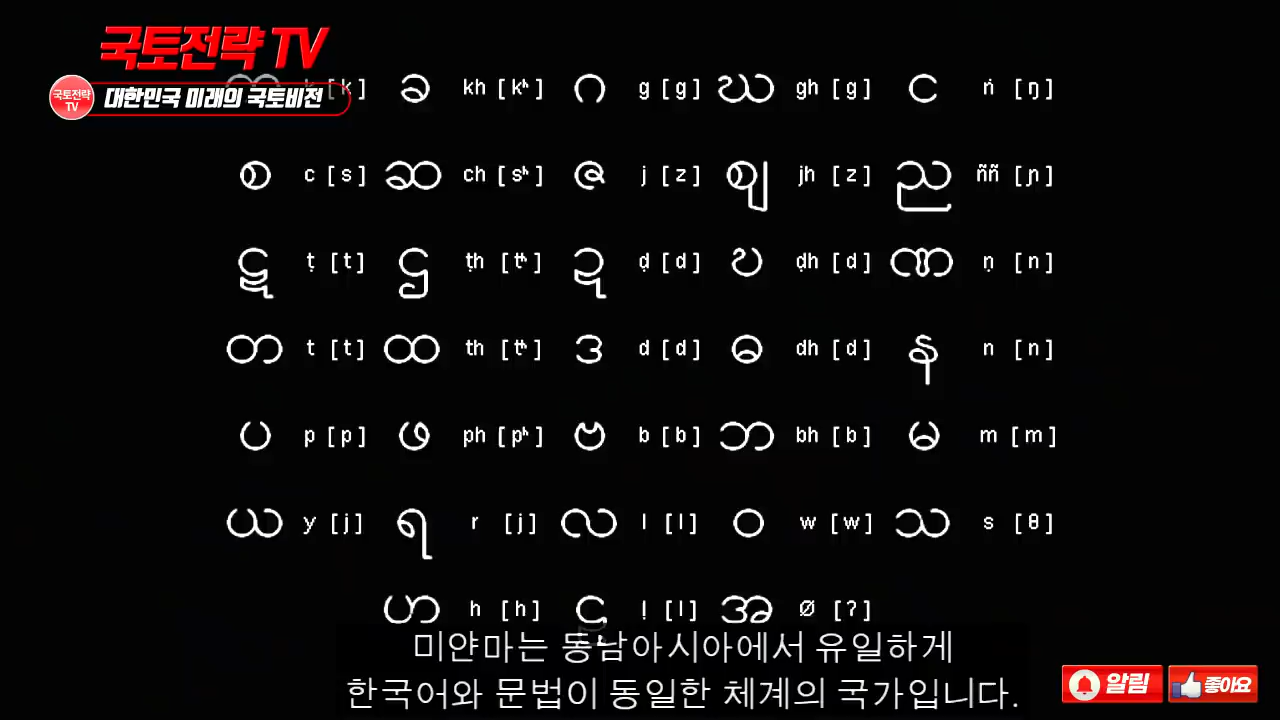 국토전략 TV
국토전략 TV
대한민국 미래의 국토비전
[k] ခ kh [kʰ] ဂ g [g] ဃ gh [g] င ṅ [ŋ]
စ c [s] ဆ ch [sʰ] ဇ j [z] ဈ jh [z] ည ññ [ɲ]
ဋ ṭ [t] ဌ ṭh [tʰ] ဍ ḍ [d] ဎ ḍh [d] ဏ ṇ [n]
တ t [t] ထ th [tʰ] ဒ d [d] ဓ dh [d] န n [n]
ပ p [p] ဖ ph [pʰ] ဗ b [b] ဘ bh [b] မ m [m]
ယ y [j] ရ r [j] လ l [l] ဝ w [w] သ s [θ]
ဟ h [h] ဠ ḷ [l] အ Ø [ʔ]
미얀마는 동남아시아에서 유일하게
한국어와 문법이 동일한 체계의 국가입니다.
알림 좋아요